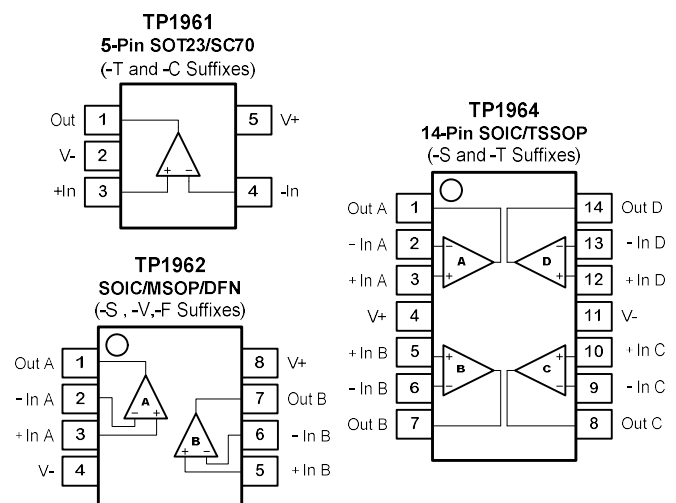 TP1961
5-Pin SOT23/SC70
(-T and -C Suffixes)
Out 1 5 V+
V- 2
+In 3 4 -In
+ -
TP1962
SOIC/MSOP/DFN
(-S , -V,-F Suffixes)
Out A 1 8 V+
- In A 2 A 7 Out B
- +
+ In A 3 B 6 - In B
+ -
V- 4 5 + In B
TP1964
14-Pin SOIC/TSSOP
(-S and -T Suffixes)
Out A 1 14 Out D
- In A 2 - - 13 - In D
A D
+ In A 3 + + 12 + In D
V+ 4 11 V-
+ In B 5 + + 10 + In C
B C
- In B 6 - - 9 - In C
Out B 7 8 Out C